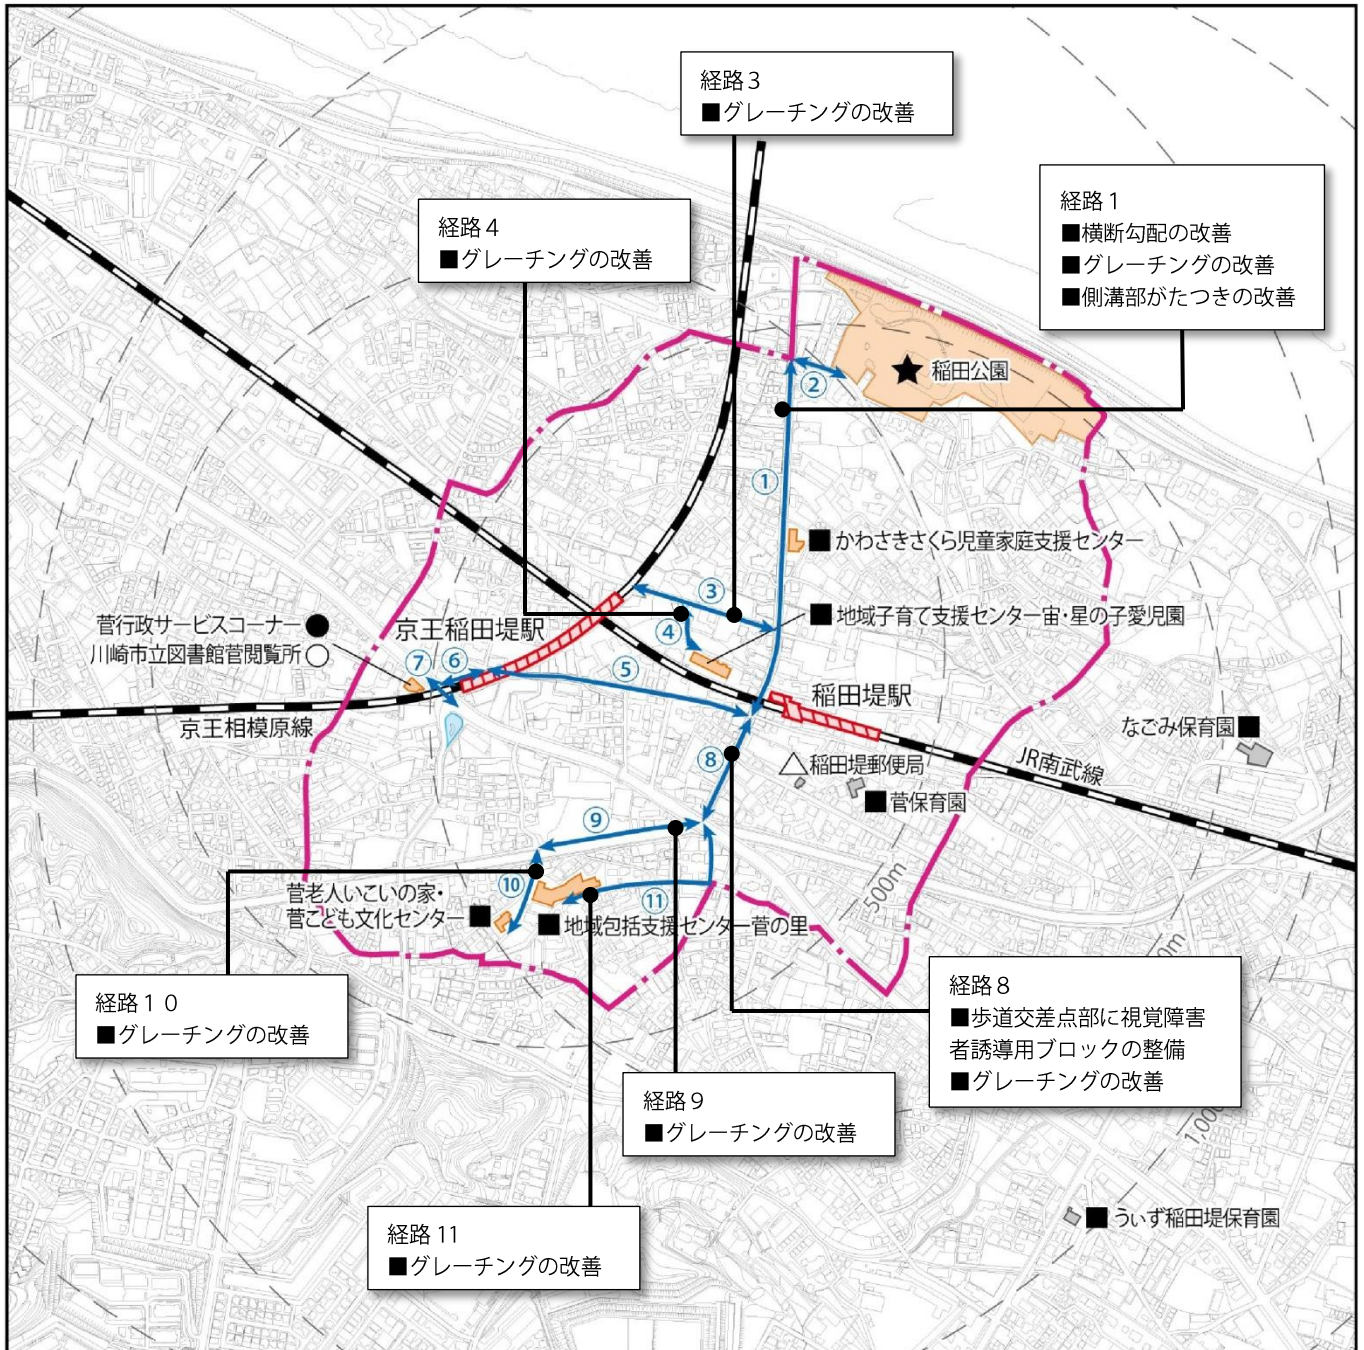 経路3
■グレーチングの改善
経路1
■横断勾配の改善
■グレーチングの改善
■側溝部がたつきの改善
経路4
■グレーチングの改善
②
稲田公園
①
かわさきさくら児童家庭支援センター
③
地域子育て支援センター宙・星の子愛児園
④
菅行政サービスコーナー
川崎市立図書館菅閲覧所
京王稲田堤駅
⑦
⑥
⑤
稲田堤駅
京王相模原線
なごみ保育園
JR南武線
⑧
稲田堤郵便局
菅保育園
⑨
500m
⑩
菅老人いこいの家・
菅こども文化センター
⑪
地域包括支援センター菅の里
0m
経路10
■グレーチングの改善
経路8
■歩道交差点部に視覚障害
者誘導用ブロックの整備
■グレーチングの改善
経路9
■グレーチングの改善
1,000
経路11
■グレーチングの改善
うぃず稲田堤保育園